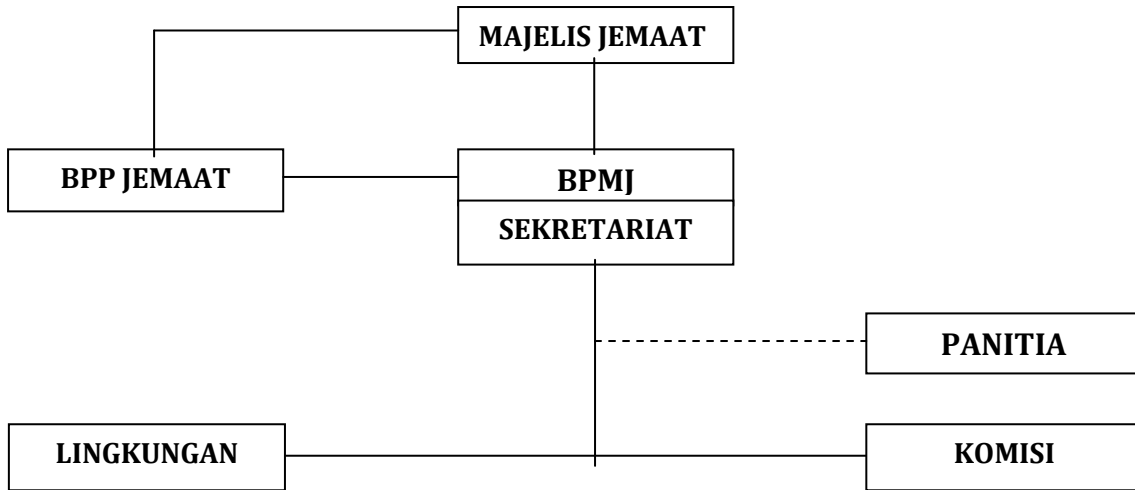 MAJELIS JEMAAT
BPP JEMAAT
BPMJ
SEKRETARIAT
PANITIA
LINGKUNGAN
KOMISI